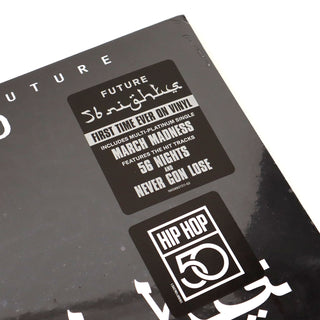 FUTURE
FUTURE
56 nights
FIRST TIME EVER ON VINYL
INCLUDES MULTI-PLATINUM SINGLE
MARCH MADNESS
FEATURES THE HIT TRACKS
56 NIGHTS
AND
NEVER GON LOSE
HIP HOP
50